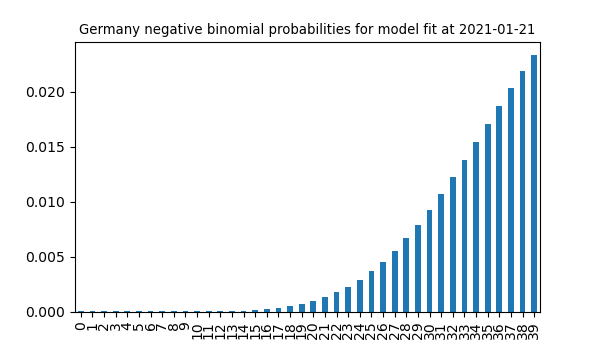 Germany negative binomial probabilities for model fit at 2021-01-21
0.020
0.015
0.010
0.005
0.000
0 1 2 3 4 5 6 7 8 9 10 11 12 13 14 15 16 17 18 19 20 21 22 23 24 25 26 27 28 29 30 31 32 33 34 35 36 37 38 39